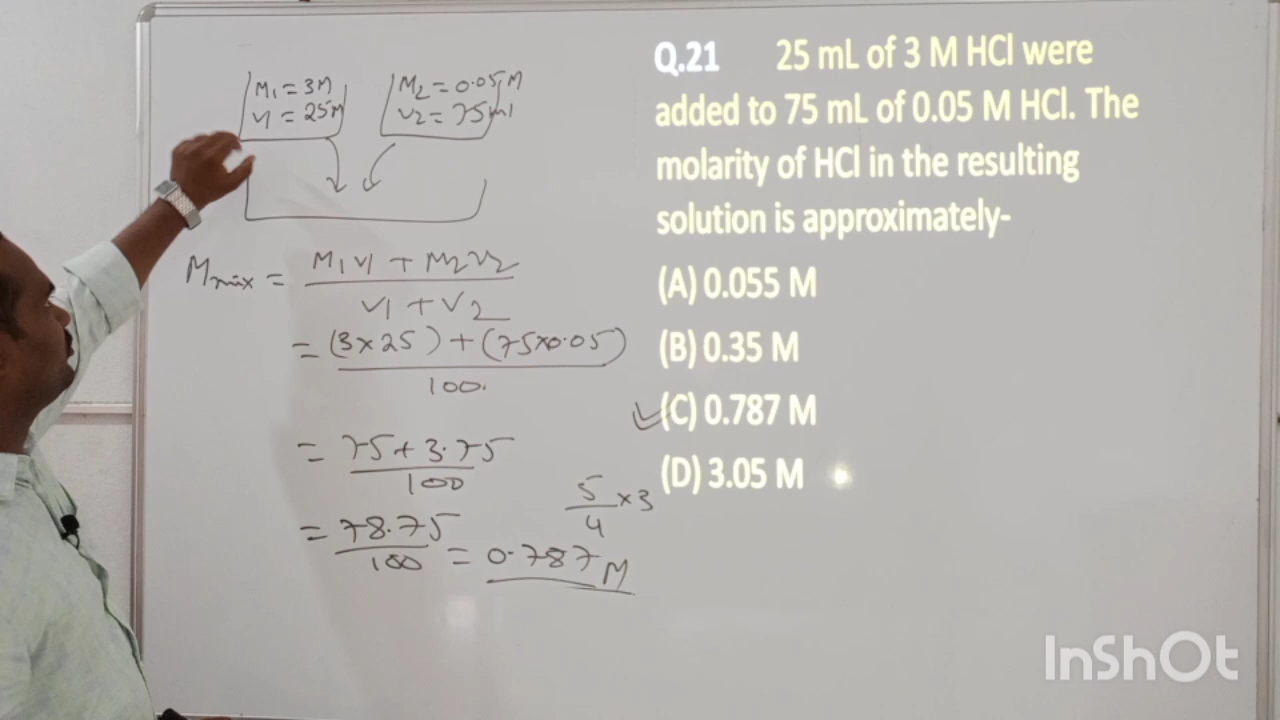 M₁ = 3M
V₁ = 25M
M₂ = 0.05M
V₂ = 75ml
Mmix = M₁V₁ + M₂V₂
V₁ + V₂
= (3×25) + (75×0.05)
100.
= 75+3.75
100
= 78.75
100
= 0.787 M
5
4
×3
Q.21 25 mL of 3 M HCl were
added to 75 mL of 0.05 M HCl. The
molarity of HCl in the resulting
solution is approximately-
(A) 0.055 M
(B) 0.35 M
(C) 0.787 M
(D) 3.05 M
InShOt